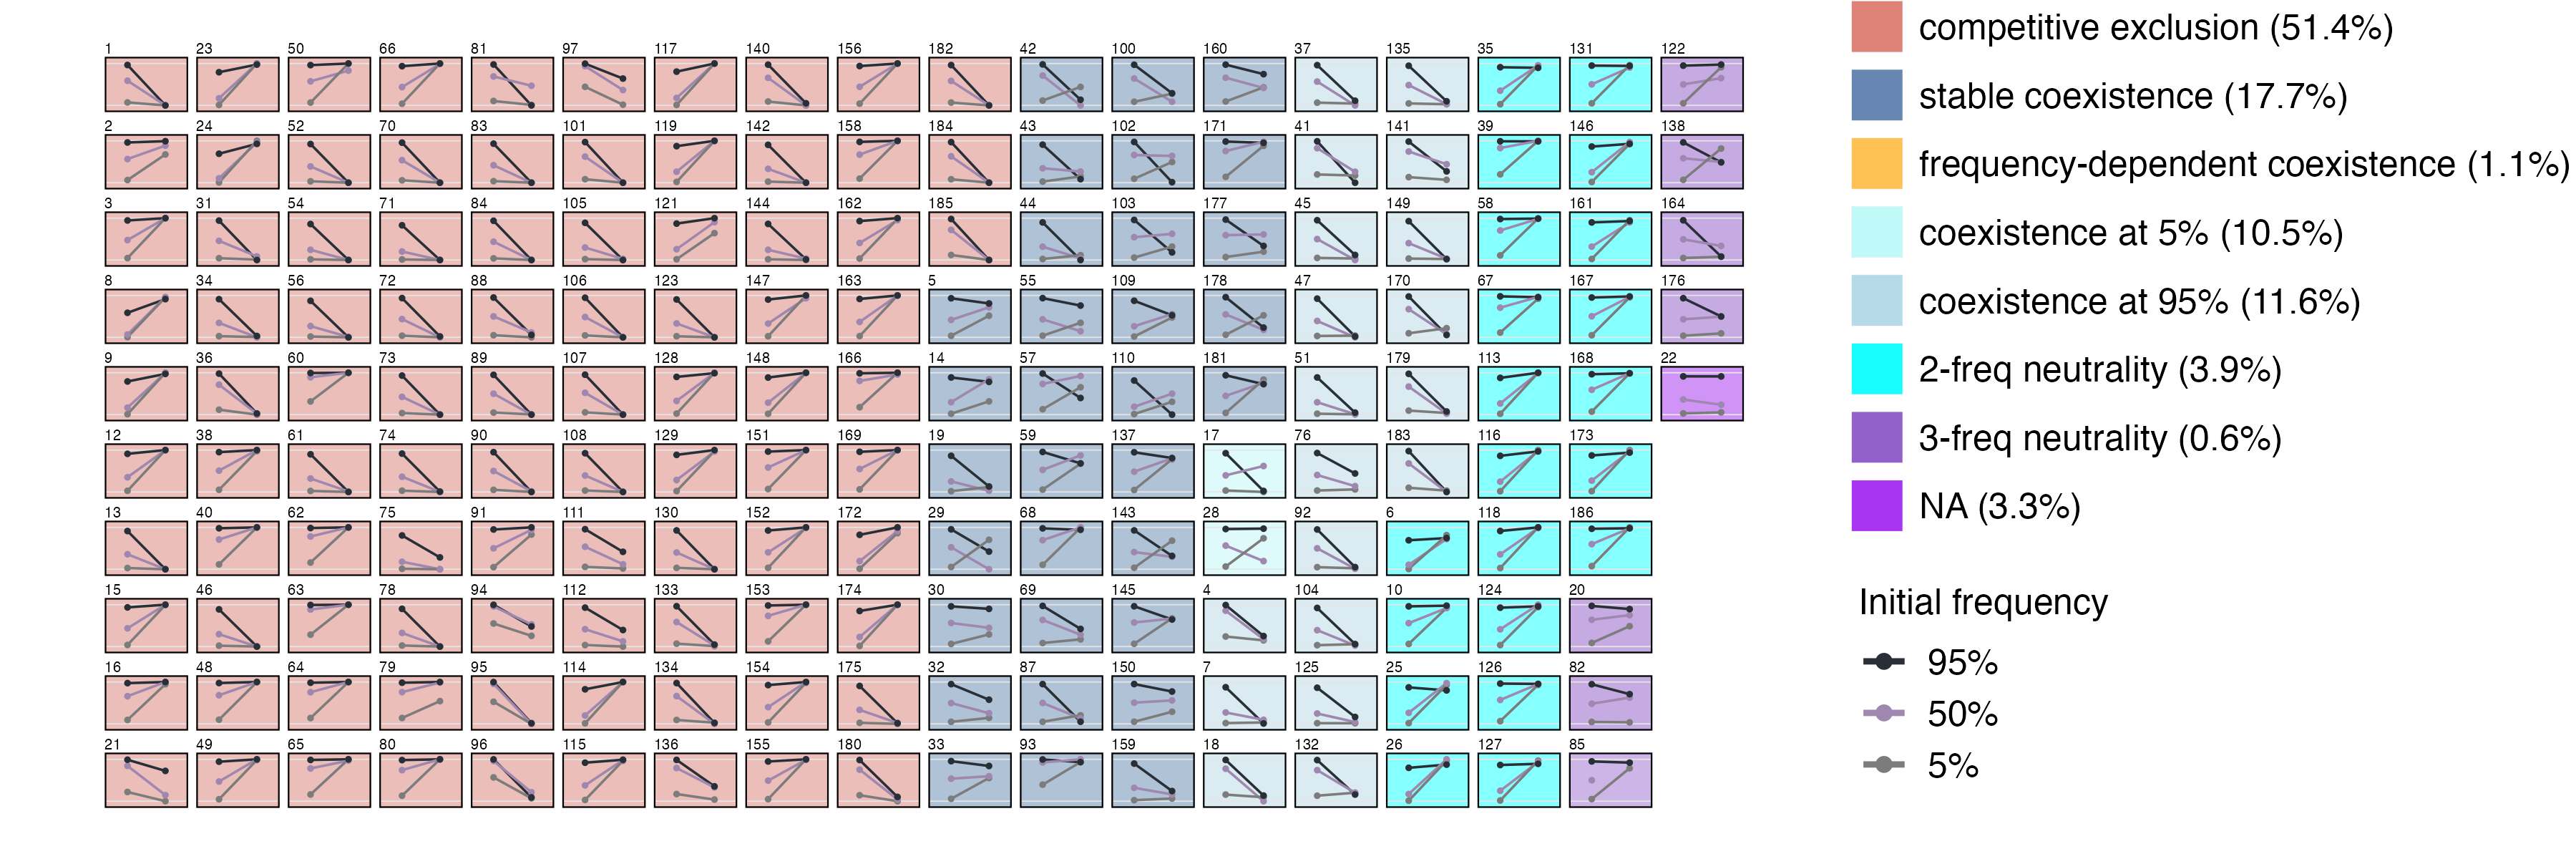 1 23 50 66 81 97 117 140 156 182 42 100 160 37 135 35 131 122
2 24 52 70 83 101 119 142 158 184 43 102 171 41 141 39 146 138
3 31 54 71 84 105 121 144 162 185 44 103 177 45 149 58 161 164
8 34 56 72 88 106 123 147 163 5 55 109 178 47 170 67 167 176
9 36 60 73 89 107 128 148 166 14 57 110 181 51 179 113 168 22
12 38 61 74 90 108 129 151 169 19 59 137 17 76 183 116 173
13 40 62 75 91 111 130 152 172 29 68 143 28 92 6 118 186
15 46 63 78 94 112 133 153 174 30 69 145 4 104 10 124 20
16 48 64 79 95 114 134 154 175 32 87 150 7 125 25 126 82
21 49 65 80 96 115 136 155 180 33 93 159 18 132 26 127 85
competitive exclusion (51.4%)
stable coexistence (17.7%)
frequency-dependent coexistence (1.1%)
coexistence at 5% (10.5%)
coexistence at 95% (11.6%)
2-freq neutrality (3.9%)
3-freq neutrality (0.6%)
NA (3.3%)
Initial frequency
95%
50%
5%